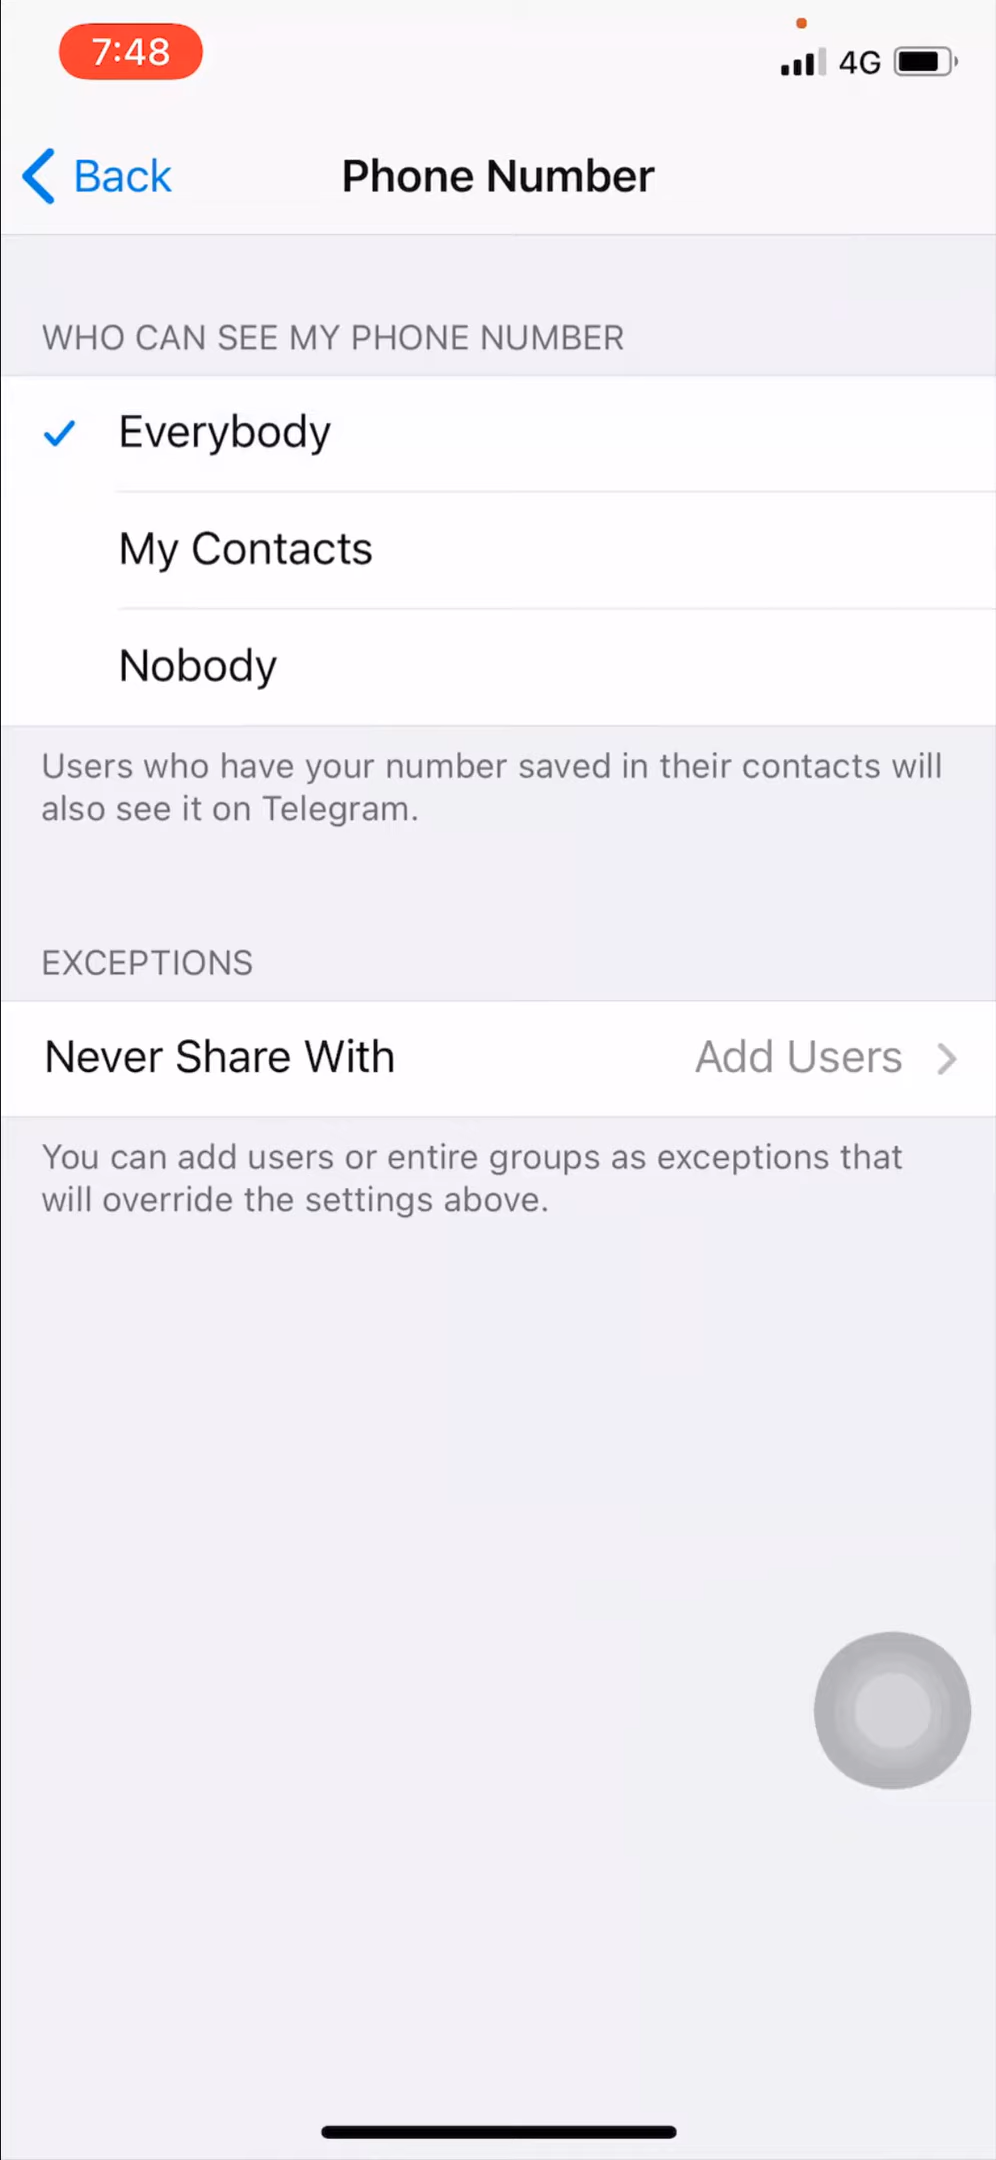 7:48
4G
Back
Phone Number
WHO CAN SEE MY PHONE NUMBER
Everybody
My Contacts
Nobody
Users who have your number saved in their contacts will
also see it on Telegram.
EXCEPTIONS
Never Share With Add Users
You can add users or entire groups as exceptions that
will override the settings above.